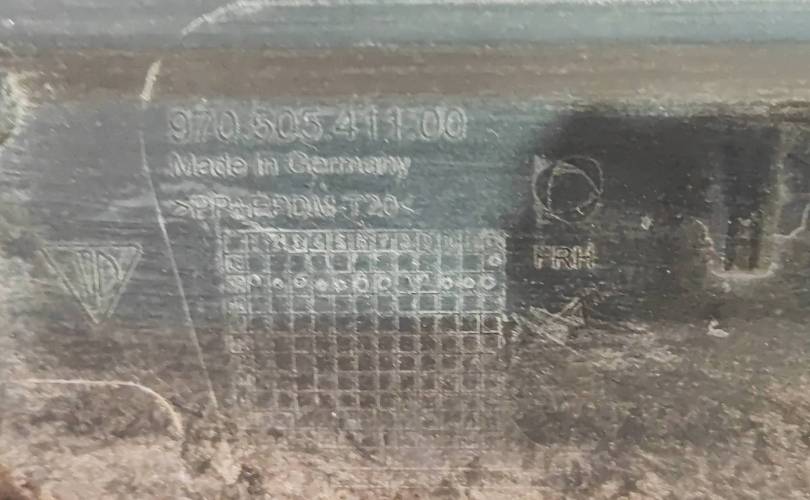 970.505.411.00
Made in Germany
>PP+EPDM-T20<
FRH